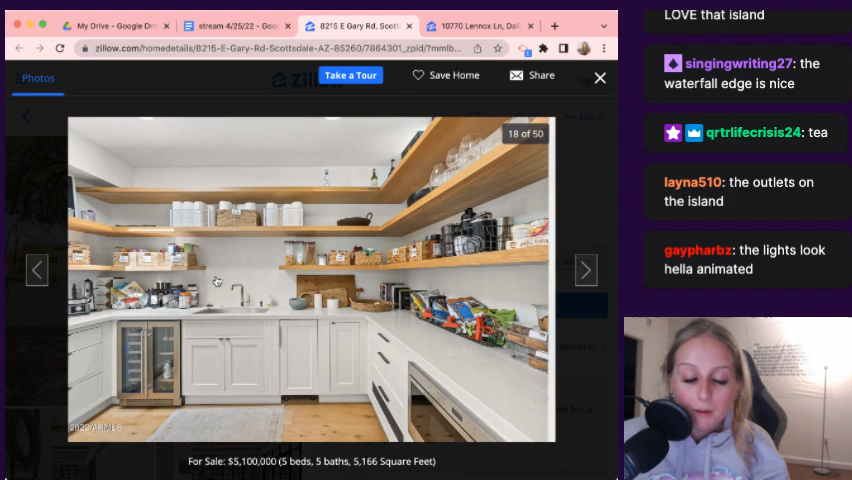 My Drive - Google Dri
stream 4/25/22 - Goo
8215 E Gary Rd, Scott
10770 Lennox Ln, Dall
zillow.com/homedetails/8215-E-Gary-Rd-Scottsdale-AZ-85260/7864301_zpid/?mmlb...
Photos
Zillow
Take a Tour
Save Home
Share
18 of 50
2022 ARMLS
For Sale: $5,100,000 (5 beds, 5 baths, 5,166 Square Feet)
LOVE that island
singingwriting27: the
waterfall edge is nice
qrtrlifecrisis24: tea
layna510: the outlets on
the island
gaypharbz: the lights look
hella animated